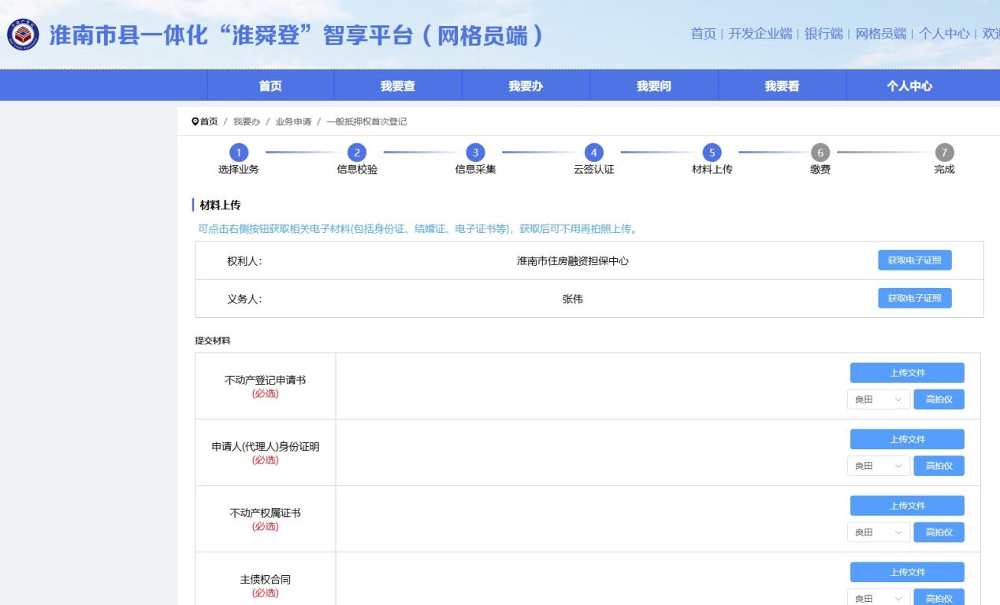 淮南市县一体化“淮舜登”智享平台（网格员端）
首页 | 开发企业端 | 银行端 | 网格员端 | 个人中心 | 欢
首页 我要查 我要办 我要问 我要看 个人中心
首页 / 我要办 / 业务申请 / 一般抵押权首次登记
1 2 3 4 5 6 7
选择业务 信息校验 信息采集 云签认证 材料上传 缴费 完成
材料上传
可点击右侧按钮获取相关电子材料(包括身份证、结婚证、电子证书等)，获取后可不用再拍照上传。
权利人： 淮南市住房融资担保中心 获取电子证照
义务人： 张伟 获取电子证照
提交材料
不动产登记申请书
(必选)
上传文件
良田 高拍仪
申请人(代理人)身份证明
(必选)
上传文件
良田 高拍仪
不动产权属证书
(必选)
上传文件
良田 高拍仪
主债权合同
(必选)
上传文件
良田 高拍仪